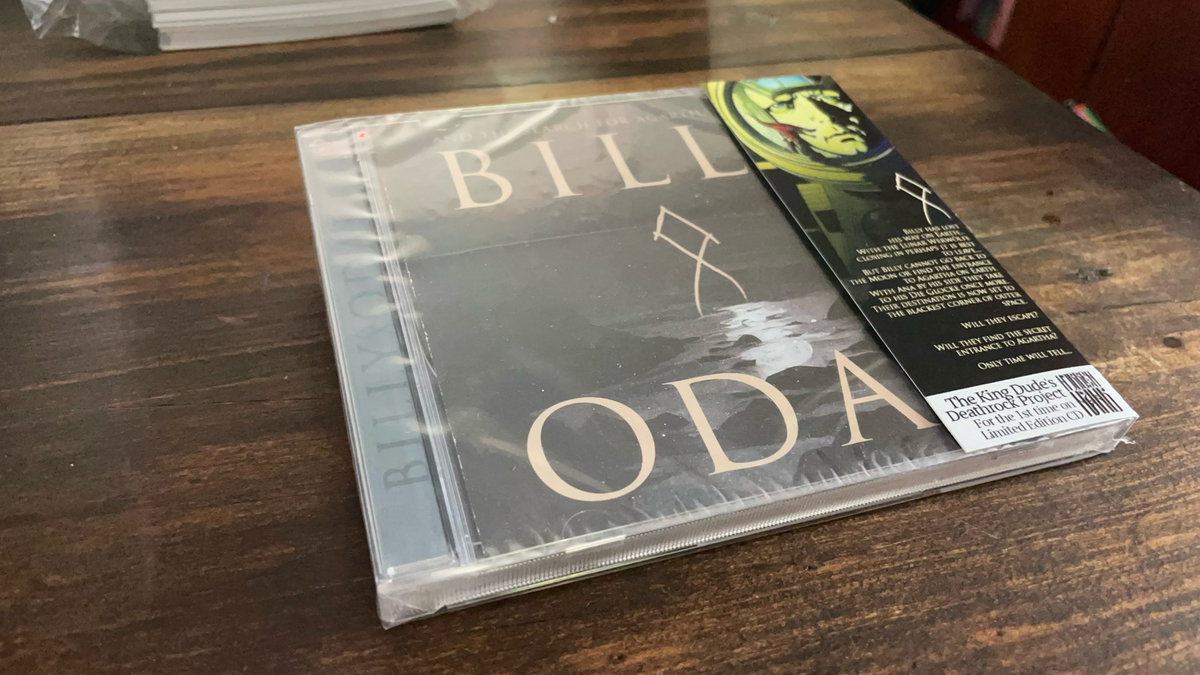 AND THE SEARCH FOR AGARTH
BILL
ODA
BILLYOD
BILLY HAS LOST
HIS WAY ON EARTH...
WITH THE LUNAR WERWOLFS
CLOSING IN PERHAPS IT IS BEST
TO LEAVE...
BUT BILLY CANNOT GO BACK TO
THE MOON OR FIND THE ENTRANCE
TO AGARTHA ON EARTH.
WITH ANA BY HIS SIDE THEY TAKE
TO HIS DIE GLOCKE ONCE MORE
THEIR DESTINATION IS NOW SET TO
THE BLACKEST CORNER OF OUTER
SPACE.
WILL THEY ESCAPE?
WILL THEY FIND THE SECRET
ENTRANCE TO AGARTHA?
ONLY TIME WILL TELL...
The King Dude's
Deathrock Project
For the 1st time on
Limited Edition CD